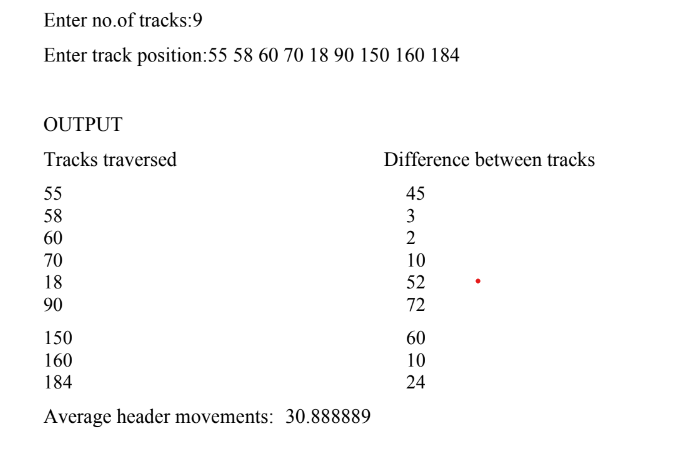 Enter no.of tracks:9
Enter track position:55 58 60 70 18 90 150 160 184
OUTPUT
Tracks traversed Difference between tracks
55 45
58 3
60 2
70 10
18 52
90 72
150 60
160 10
184 24
Average header movements: 30.888889